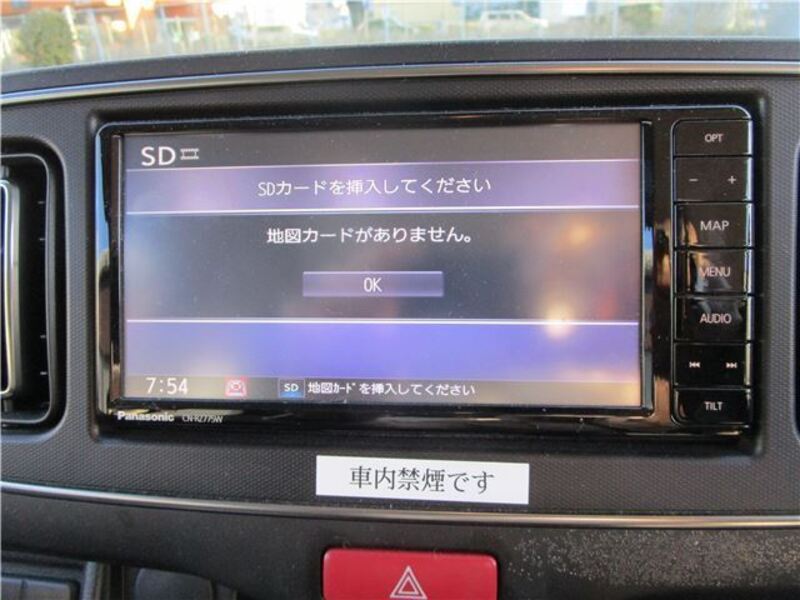 SD
SDカードを挿入してください
地図カードがありません。
OK
7:54
SD 地図ｶｰﾄﾞを挿入してください
Panasonic CN-RZ775W
OPT
− +
MAP
MENU
AUDIO
TILT
車内禁煙です